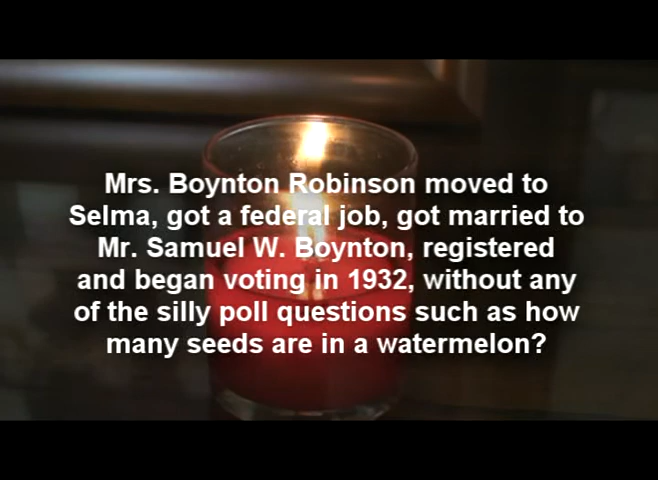 Mrs. Boynton Robinson moved to
Selma, got a federal job, got married to
Mr. Samuel W. Boynton, registered
and began voting in 1932, without any
of the silly poll questions such as how
many seeds are in a watermelon?